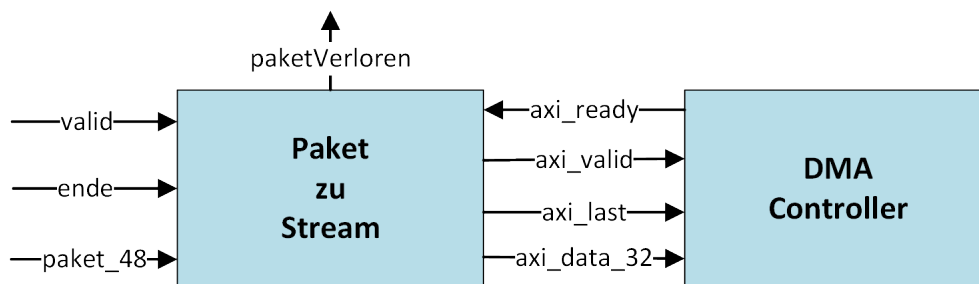 paketVerloren
valid
ende
paket_48
Paket
zu
Stream
axi_ready
axi_valid
axi_last
axi_data_32
DMA
Controller